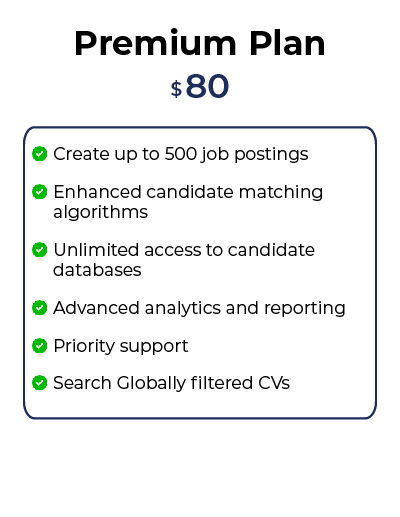 Premium Plan
$80
Create up to 500 job postings
Enhanced candidate matching
algorithms
Unlimited access to candidate
databases
Advanced analytics and reporting
Priority support
Search Globally filtered CVs